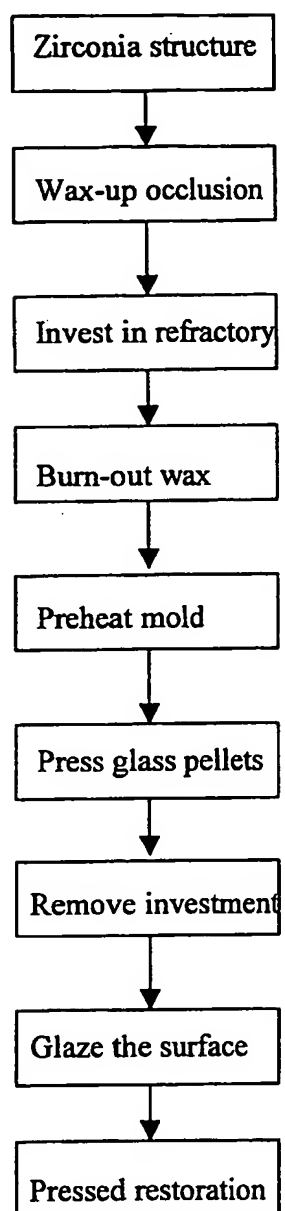 Zirconia structure
Wax-up occlusion
Invest in refractory
Burn-out wax
Preheat mold
Press glass pellets
Remove investment
Glaze the surface
Pressed restoration